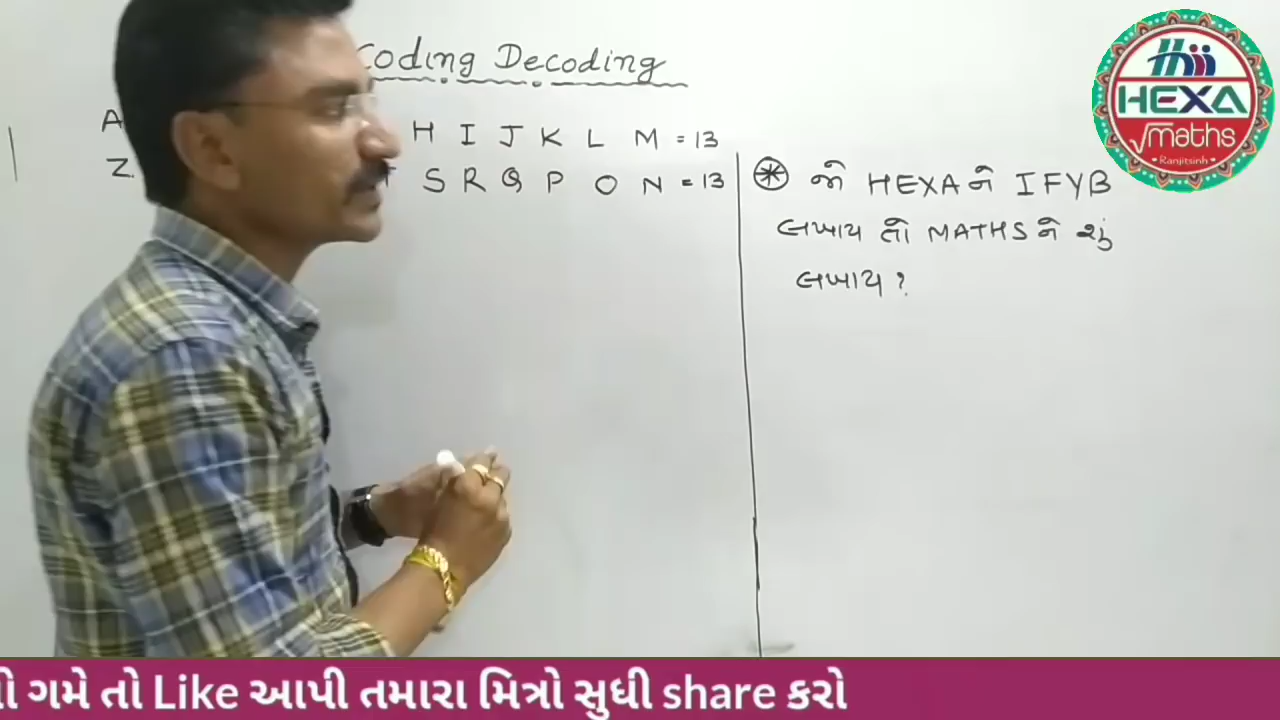 Coding Decoding
A H I J K L M = 13
Z S R Q P O N = 13
જો HEXA ને IFYB
લખાય તો MATHS ને શું
લખાય ?
HEXA
√maths
Ranjitsinh
ગમે તો Like આપી તમારા મિત્રો સુધી share કરો